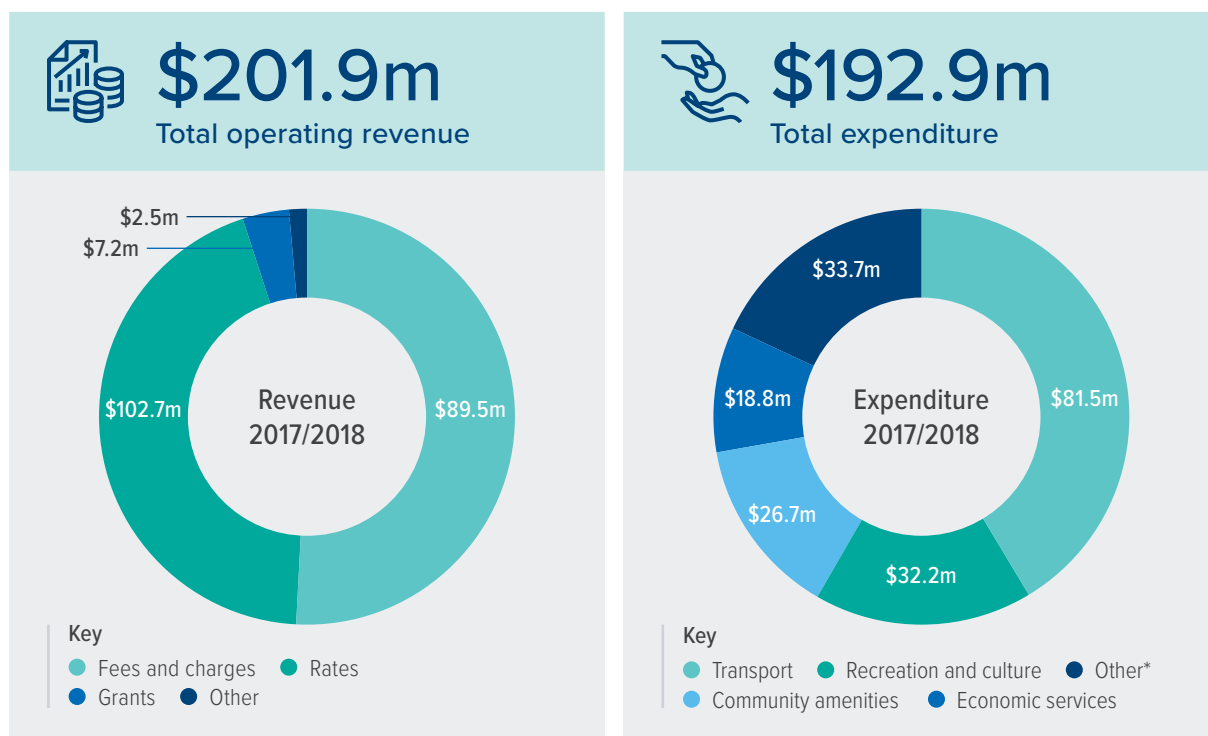 $201.9m
Total operating revenue
$2.5m
$7.2m
$102.7m
$89.5m
Revenue
2017/2018
Key
Fees and charges Rates
Grants Other
$192.9m
Total expenditure
$33.7m
$18.8m
$81.5m
$26.7m
$32.2m
Expenditure
2017/2018
Key
Transport Recreation and culture Other*
Community amenities Economic services